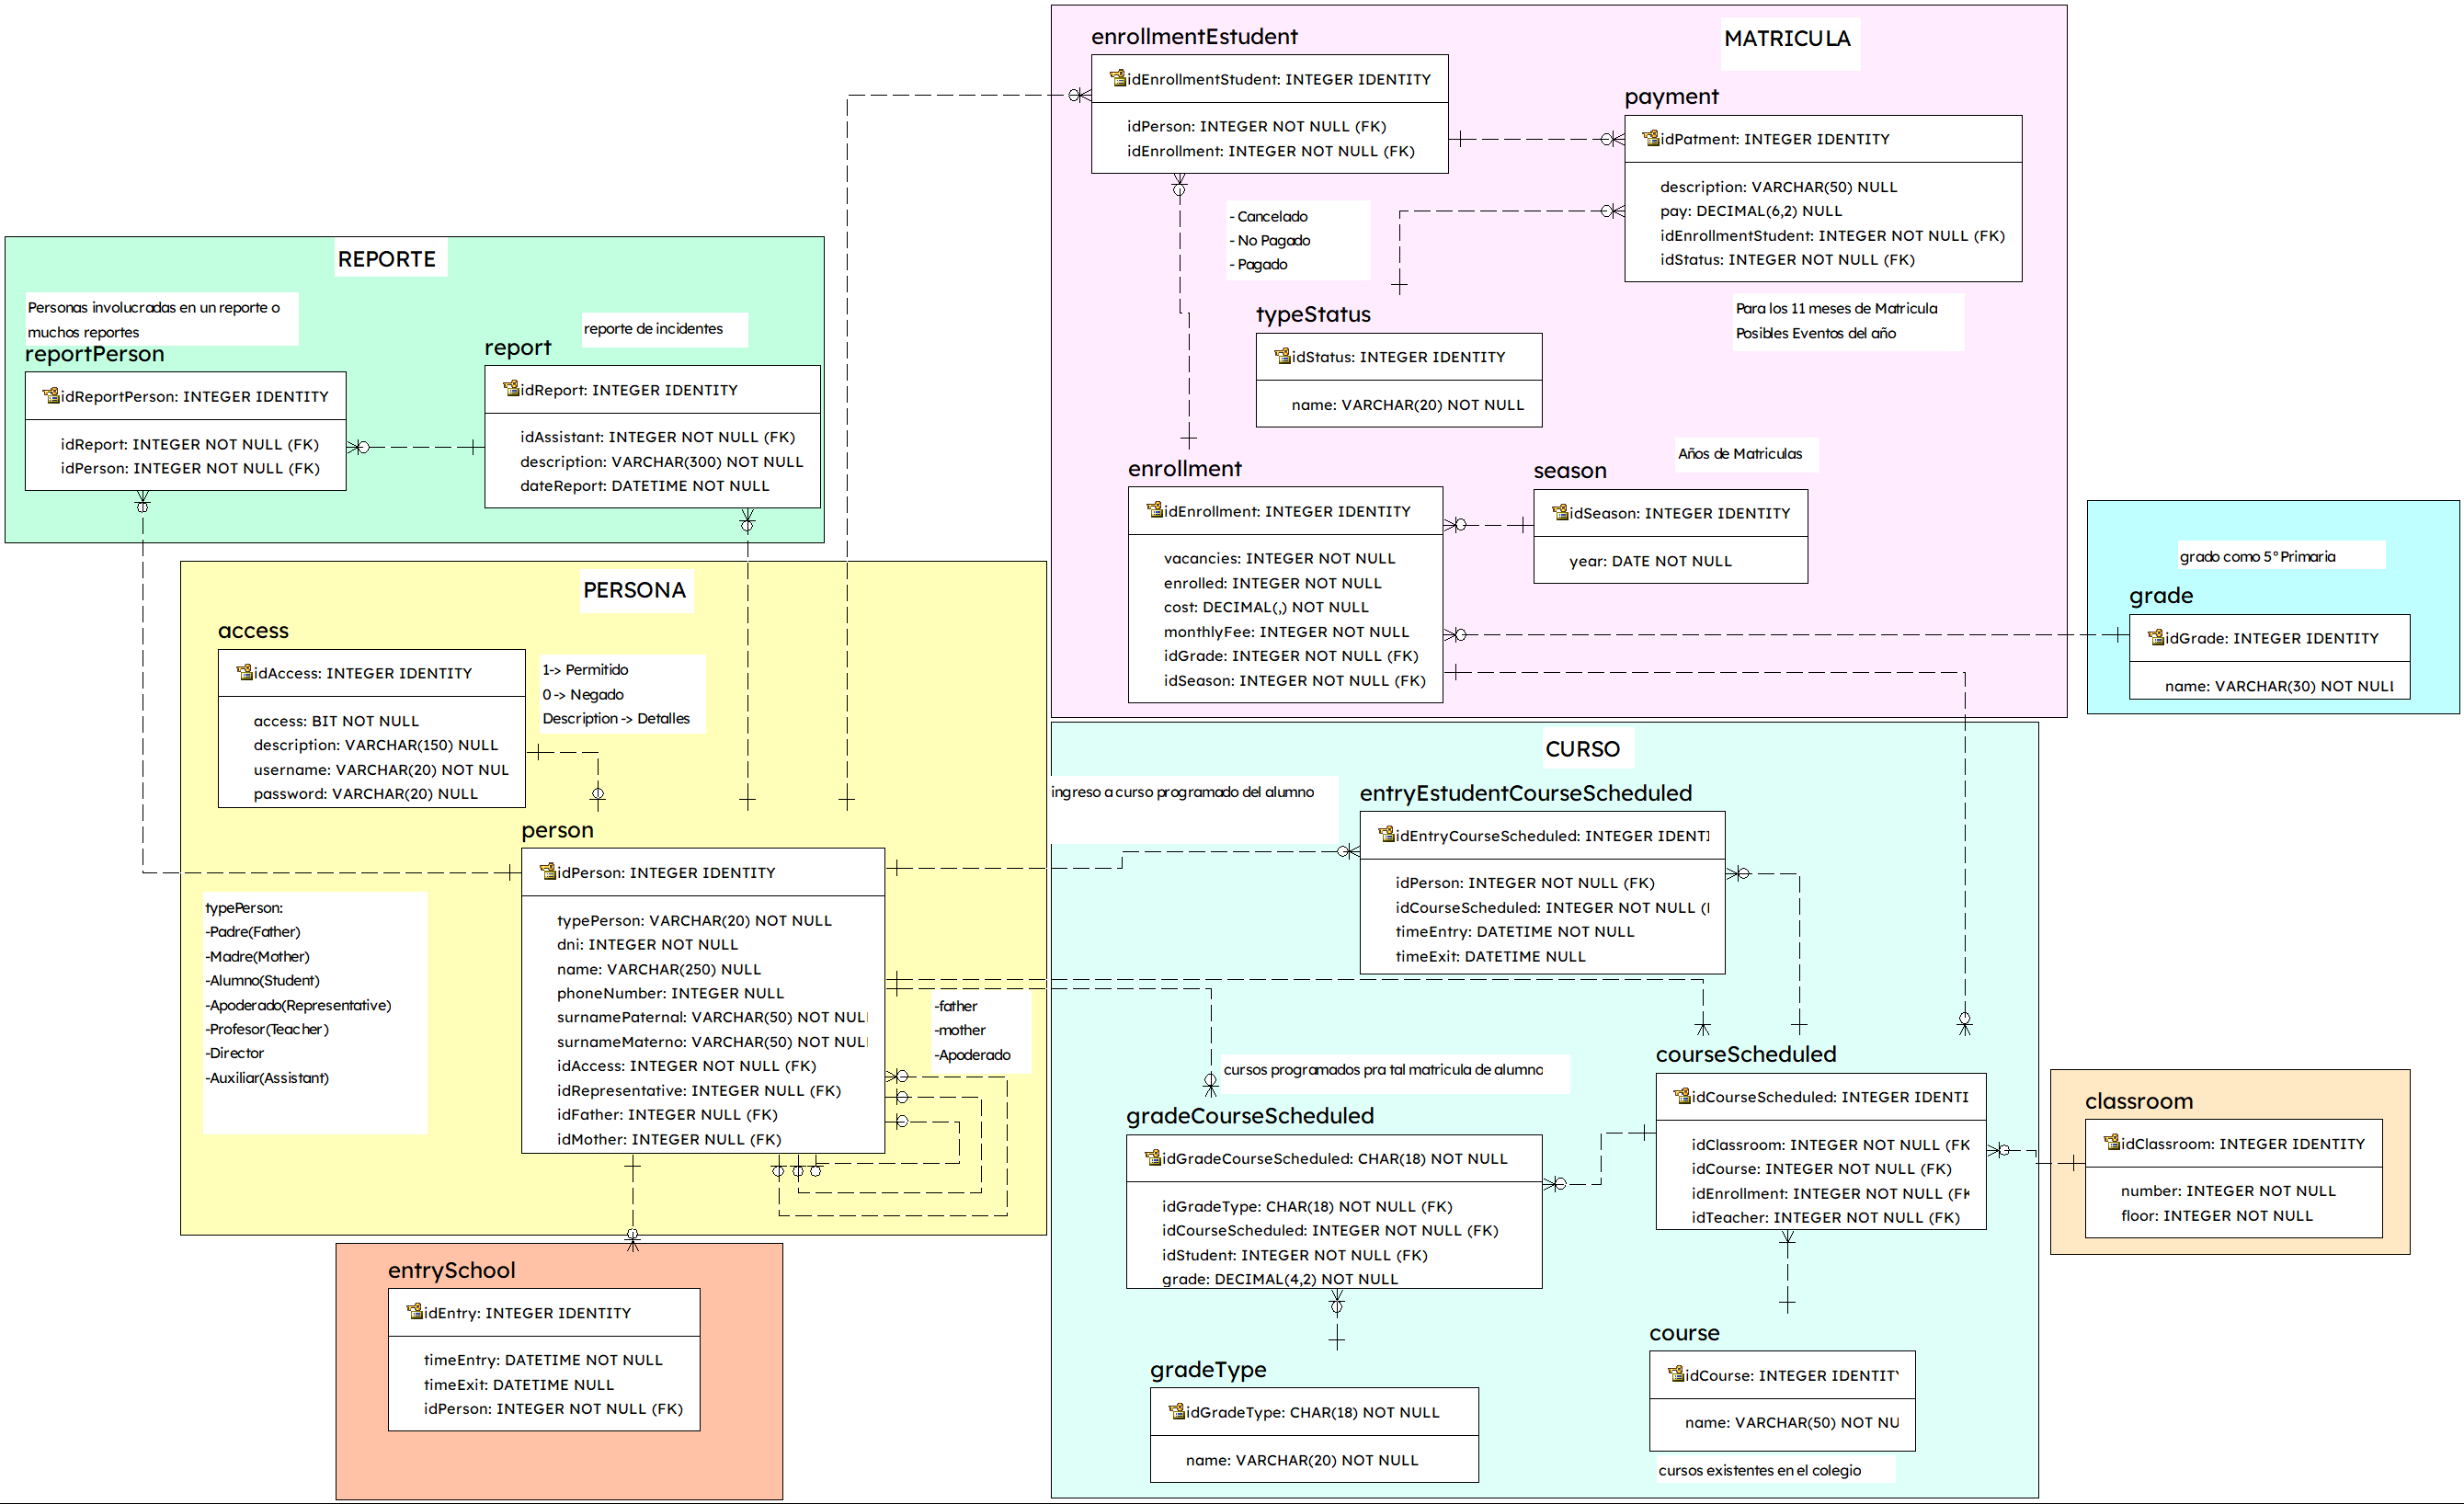 MATRICULA
enrollmentEstudent
idEnrollmentStudent: INTEGER IDENTITY
idPerson: INTEGER NOT NULL (FK)
idEnrollment: INTEGER NOT NULL (FK)
payment
idPatment: INTEGER IDENTITY
description: VARCHAR(50) NULL
pay: DECIMAL(6,2) NULL
idEnrollmentStudent: INTEGER NOT NULL (FK)
idStatus: INTEGER NOT NULL (FK)
- Cancelado
- No Pagado
- Pagado
Para los 11 meses de Matricula
Posibles Eventos del año
typeStatus
idStatus: INTEGER IDENTITY
name: VARCHAR(20) NOT NULL
enrollment
idEnrollment: INTEGER IDENTITY
vacancies: INTEGER NOT NULL
enrolled: INTEGER NOT NULL
cost: DECIMAL(,) NOT NULL
monthlyFee: INTEGER NOT NULL
idGrade: INTEGER NOT NULL (FK)
idSeason: INTEGER NOT NULL (FK)
Años de Matriculas
season
idSeason: INTEGER IDENTITY
year: DATE NOT NULL
REPORTE
Personas involucradas en un reporte o
muchos reportes
reportPerson
idReportPerson: INTEGER IDENTITY
idReport: INTEGER NOT NULL (FK)
idPerson: INTEGER NOT NULL (FK)
reporte de incidentes
report
idReport: INTEGER IDENTITY
idAssistant: INTEGER NOT NULL (FK)
description: VARCHAR(300) NOT NULL
dateReport: DATETIME NOT NULL
grado como 5° Primaria
grade
idGrade: INTEGER IDENTITY
name: VARCHAR(30) NOT NULL
PERSONA
access
idAccess: INTEGER IDENTITY
access: BIT NOT NULL
description: VARCHAR(150) NULL
username: VARCHAR(20) NOT NUL
password: VARCHAR(20) NULL
1-> Permitido
0 -> Negado
Description -> Detalles
person
idPerson: INTEGER IDENTITY
typePerson: VARCHAR(20) NOT NULL
dni: INTEGER NOT NULL
name: VARCHAR(250) NULL
phoneNumber: INTEGER NULL
surnamePaternal: VARCHAR(50) NOT NUL
surnameMaterno: VARCHAR(50) NOT NUL
idAccess: INTEGER NOT NULL (FK)
idRepresentative: INTEGER NULL (FK)
idFather: INTEGER NULL (FK)
idMother: INTEGER NULL (FK)
typePerson:
-Padre(Father)
-Madre(Mother)
-Alumno(Student)
-Apoderado(Representative)
-Profesor(Teacher)
-Director
-Auxiliar(Assistant)
-father
-mother
-Apoderado
entrySchool
idEntry: INTEGER IDENTITY
timeEntry: DATETIME NOT NULL
timeExit: DATETIME NULL
idPerson: INTEGER NOT NULL (FK)
CURSO
ingreso a curso programado del alumno
entryEstudentCourseScheduled
idEntryCourseScheduled: INTEGER IDENTI
idPerson: INTEGER NOT NULL (FK)
idCourseScheduled: INTEGER NOT NULL (
timeEntry: DATETIME NOT NULL
timeExit: DATETIME NULL
cursos programados pra tal matricula de alumno
gradeCourseScheduled
idGradeCourseScheduled: CHAR(18) NOT NULL
idGradeType: CHAR(18) NOT NULL (FK)
idCourseScheduled: INTEGER NOT NULL (FK)
idStudent: INTEGER NOT NULL (FK)
grade: DECIMAL(4,2) NOT NULL
courseScheduled
idCourseScheduled: INTEGER IDENTI
idClassroom: INTEGER NOT NULL (FK
idCourse: INTEGER NOT NULL (FK)
idEnrollment: INTEGER NOT NULL (FK
idTeacher: INTEGER NOT NULL (FK)
classroom
idClassroom: INTEGER IDENTITY
number: INTEGER NOT NULL
floor: INTEGER NOT NULL
gradeType
idGradeType: CHAR(18) NOT NULL
name: VARCHAR(20) NOT NULL
course
idCourse: INTEGER IDENTITY
name: VARCHAR(50) NOT NU
cursos existentes en el colegio